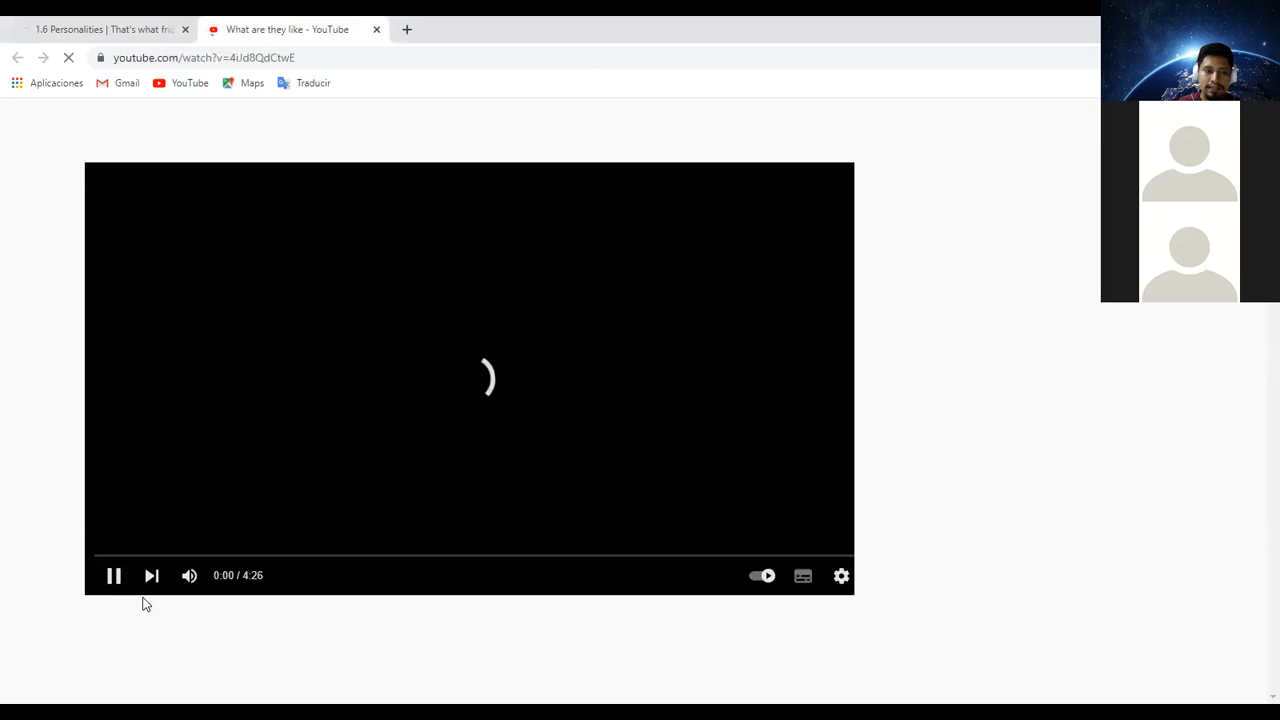 1.6 Personalities | That's what fri
What are they like - YouTube
youtube.com/watch?v=4iJd8QdCtwE
Aplicaciones
Gmail
YouTube
Maps
Traducir
0:00 / 4:26